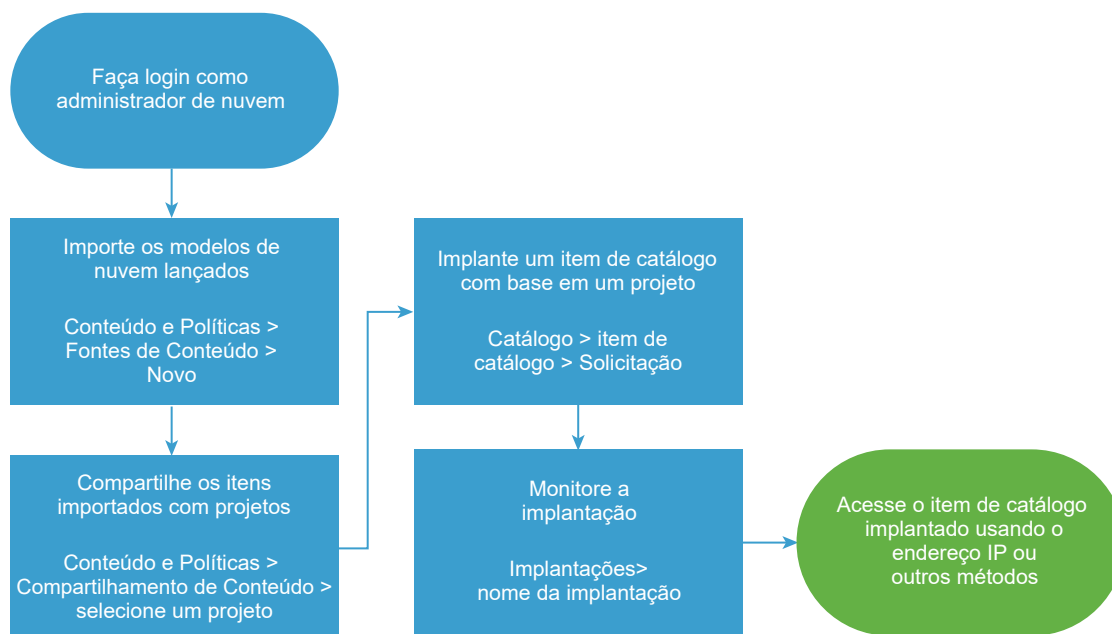 Faça login como
administrador de nuvem
Importe os modelos de
nuvem lançados
Conteúdo e Políticas >
Fontes de Conteúdo >
Novo
Compartilhe os itens
importados com projetos
Conteúdo e Políticas >
Compartilhamento de Conteúdo >
selecione um projeto
Implante um item de catálogo
com base em um projeto
Catálogo > item de
catálogo > Solicitação
Monitore a
implantação
Implantações>
nome da implantação
Acesse o item de catálogo
implantado usando o
endereço IP ou
outros métodos